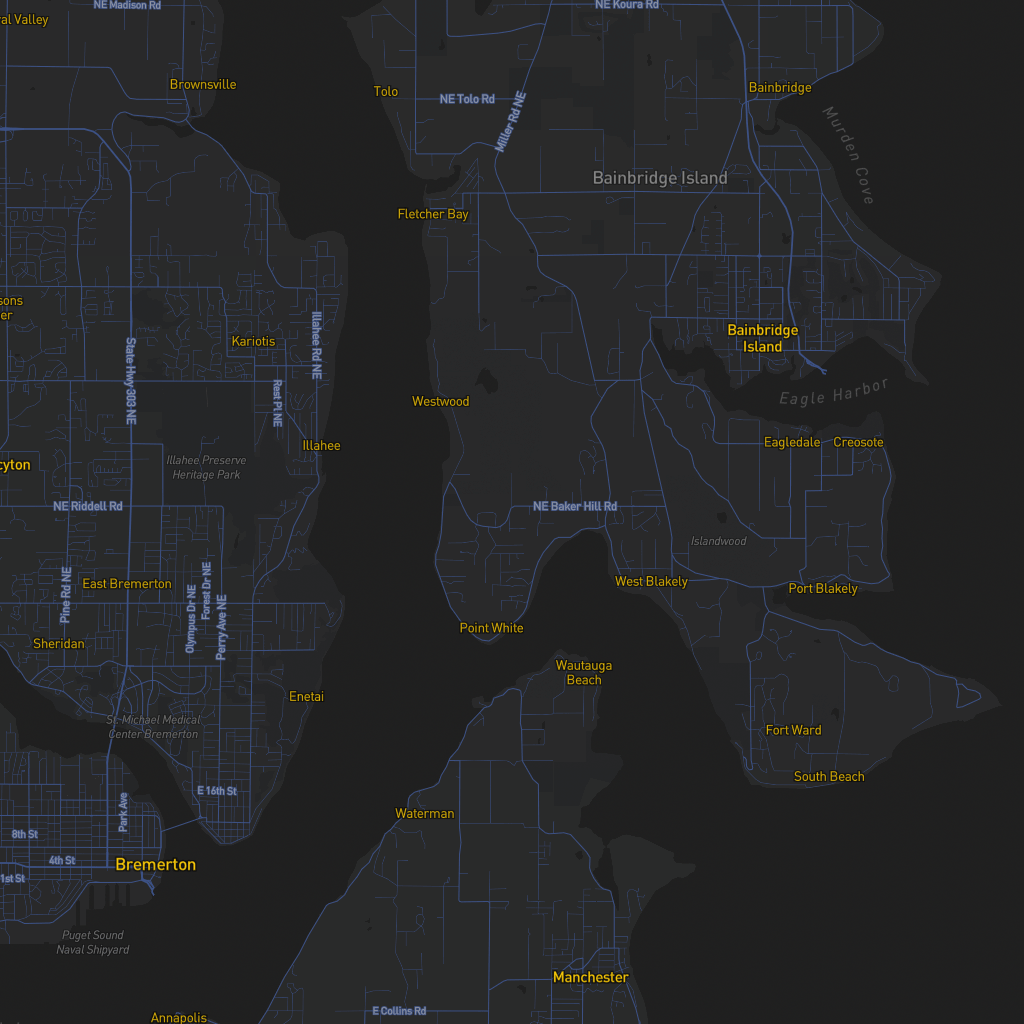 NE Madison Rd
NE Koura Rd
Brownsville
Tolo
NE Tolo Rd
Miller Rd NE
Bainbridge
Murden Cove
Bainbridge Island
Fletcher Bay
Illahee Rd NE
Kariotis
Bainbridge
Island
State Hwy 303 NE
Rest Pl NE
Westwood
Eagle Harbor
Illahee
Eagledale
Creosote
Illahee Preserve
Heritage Park
NE Riddell Rd
NE Baker Hill Rd
Islandwood
East Bremerton
Pine Rd NE
Forest Dr NE
Olympus Dr NE
Perry Ave NE
West Blakely
Port Blakely
Sheridan
Point White
Wautauga
Beach
Enetai
St. Michael Medical
Center Bremerton
Fort Ward
South Beach
E 16th St
Park Ave
Waterman
8th St
4th St
1st St
Bremerton
Puget Sound
Naval Shipyard
Manchester
E Collins Rd
Annapolis